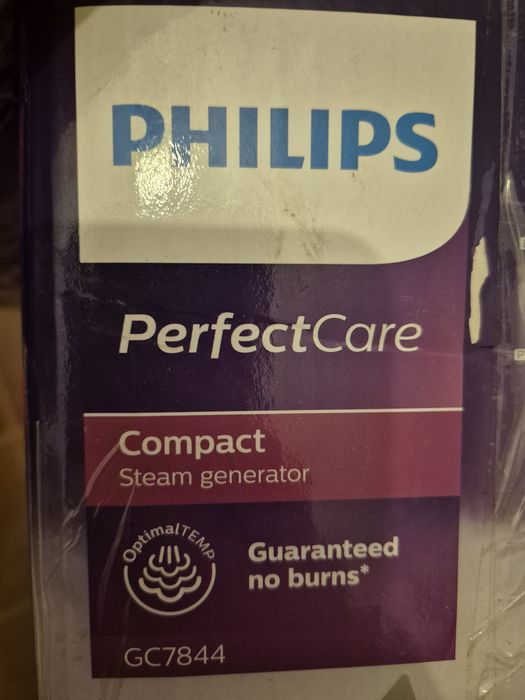 PHILIPS
PerfectCare
Compact
Steam generator
OptimalTEMP
Guaranteed
no burns*
GC7844